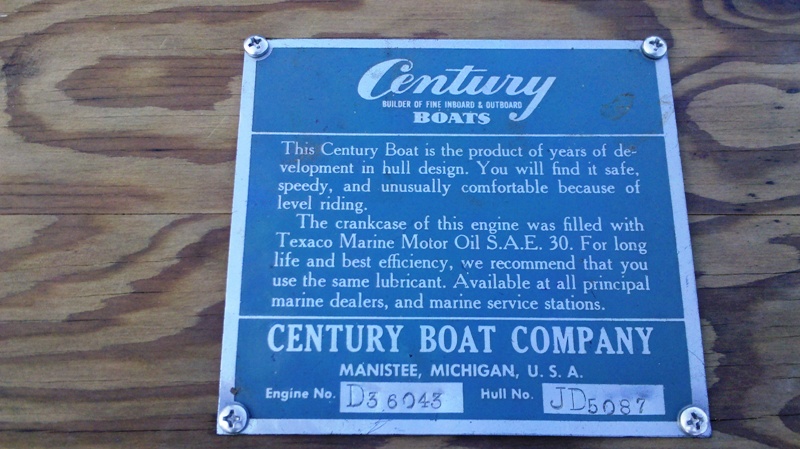 Century
BUILDER OF FINE INBOARD & OUTBOARD
BOATS
This Century Boat is the product of years of de-
velopment in hull design. You will find it safe,
speedy, and unusually comfortable because of
level riding.
The crankcase of this engine was filled with
Texaco Marine Motor Oil S.A.E. 30. For long
life and best efficiency, we recommend that you
use the same lubricant. Available at all principal
marine dealers, and marine service stations.
CENTURY BOAT COMPANY
MANISTEE, MICHIGAN, U. S. A.
Engine No. D36043 Hull No. JD5087